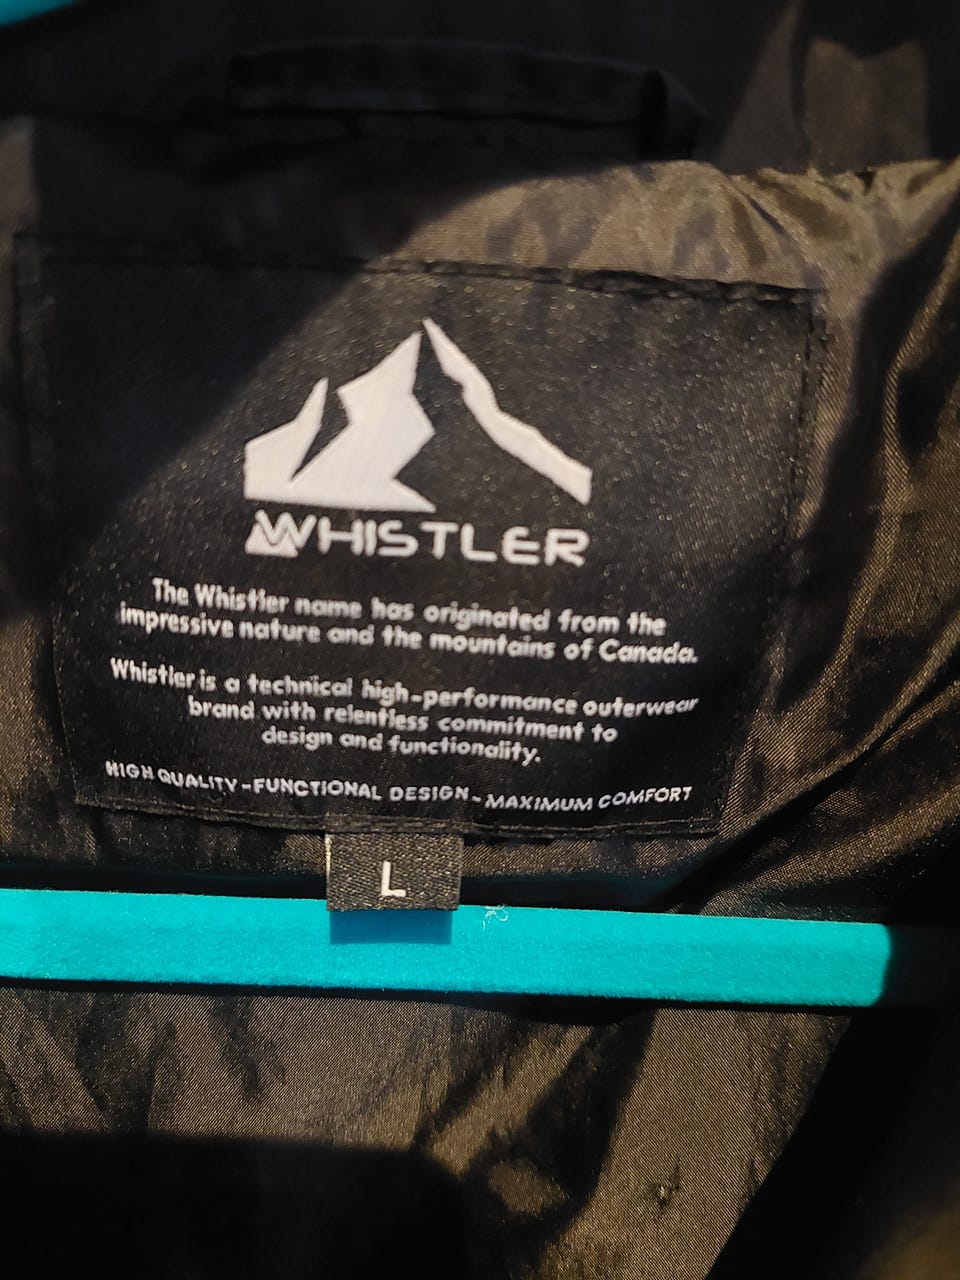 WHISTLER
The Whistler name has originated from the
impressive nature and the mountains of Canada.
Whistler is a technical high-performance outerwear
brand with relentless commitment to
design and functionality.
HIGH QUALITY-FUNCTIONAL DESIGN-MAXIMUM COMFORT
L